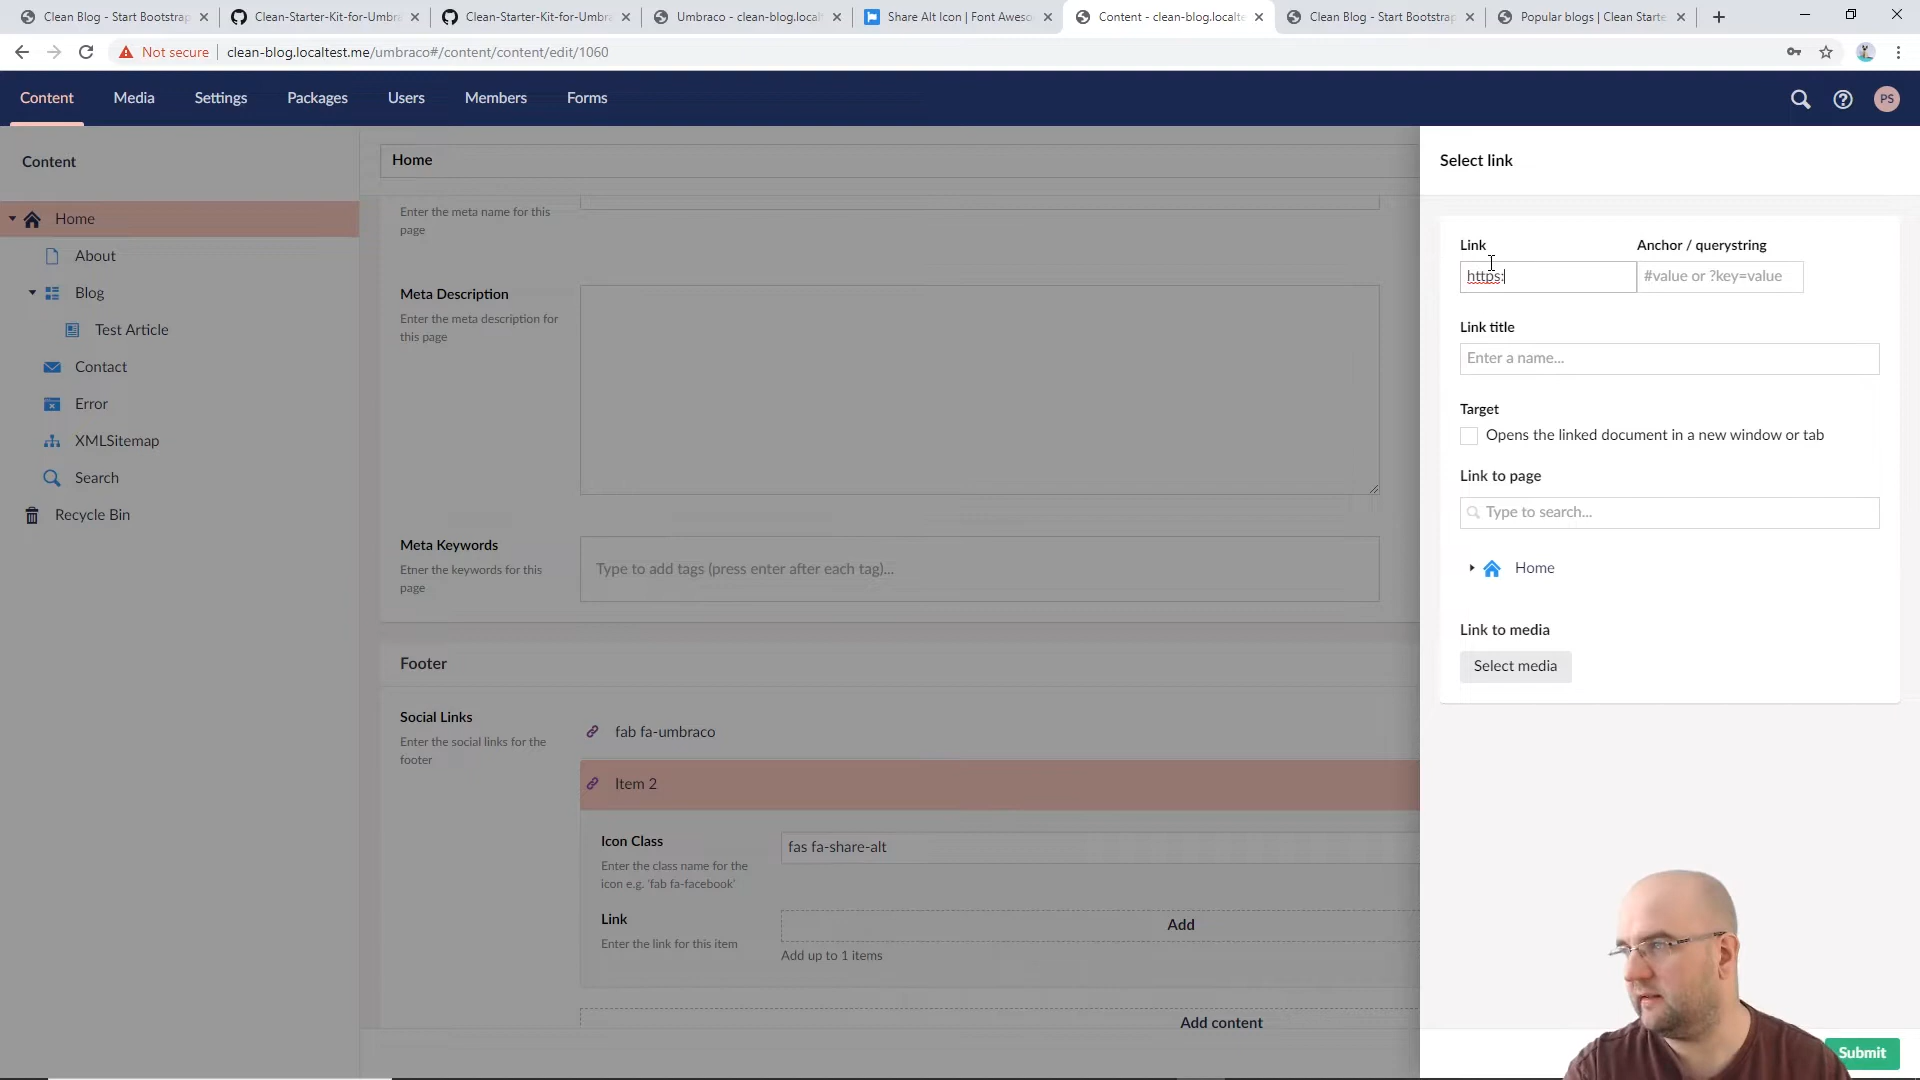 Clean Blog - Start Bootstrap
Clean-Starter-Kit-for-Umbra
Clean-Starter-Kit-for-Umbra
Umbraco - clean-blog.local
Share Alt Icon | Font Aweso
Content - clean-blog.localte
Clean Blog - Start Bootstrap
Popular blogs | Clean Starte
Not secure
clean-blog.localtest.me/umbraco#/content/content/edit/1060
Content
Media
Settings
Packages
Users
Members
Forms
PS
Content
Home
About
Blog
Test Article
Contact
Error
XMLSitemap
Search
Recycle Bin
Home
Enter the meta name for this
page
Meta Description
Enter the meta description for
this page
Meta Keywords
Etner the keywords for this
page
Type to add tags (press enter after each tag)...
Footer
Social Links
Enter the social links for the
footer
fab fa-umbraco
Item 2
Icon Class
Enter the class name for the
icon e.g. 'fab fa-facebook'
fas fa-share-alt
Link
Enter the link for this item
Add
Add up to 1 items
Add content
Select link
Link
Anchor / querystring
https:
#value or ?key=value
Link title
Enter a name...
Target
Opens the linked document in a new window or tab
Link to page
Type to search...
Home
Link to media
Select media
Submit